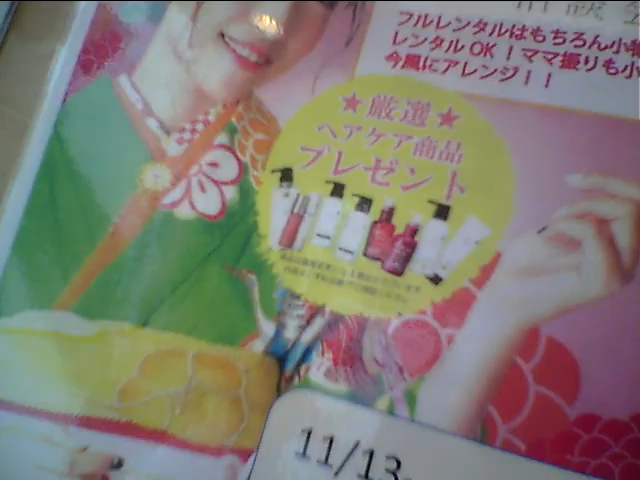 フルレンタルはもちろん小物
レンタルOK！ママ振りも小
今風にアレンジ！！
★厳選★
ヘアケア商品
プレゼント
11/13